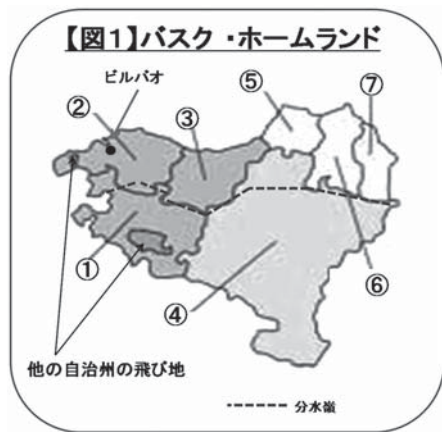 【図1】バスク・ホームランド
ビルバオ
⑤
⑦
②
③
①
④
⑥
他の自治州の飛び地
分水嶺